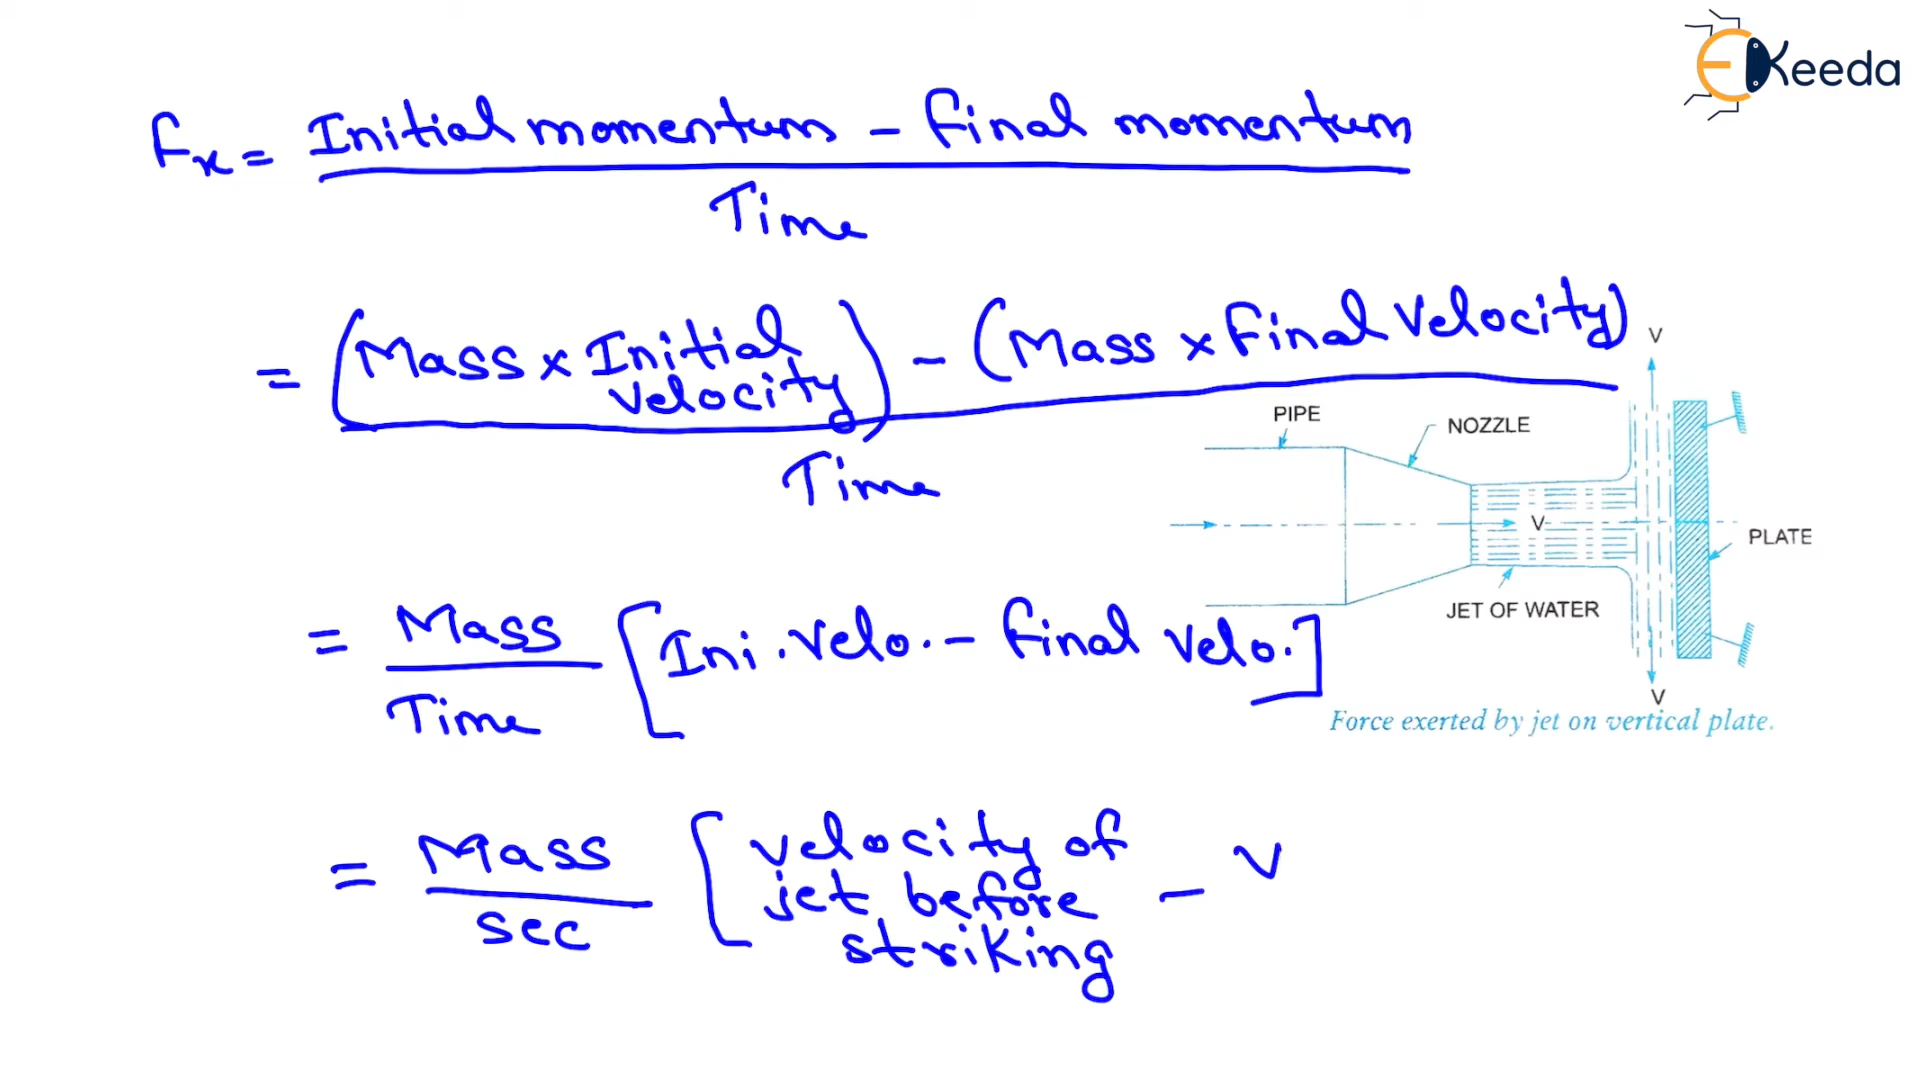 EKeeda
Fx = Initial momentum - Final momentum
Time
= (Mass x Initial velocity) - (Mass x Final Velocity)
Time
V
PIPE
NOZZLE
V
PLATE
JET OF WATER
V
Force exerted by jet on vertical plate.
= Mass [Ini. Velo. - Final Velo.]
Time
= Mass [velocity of - V
sec jet before
striking